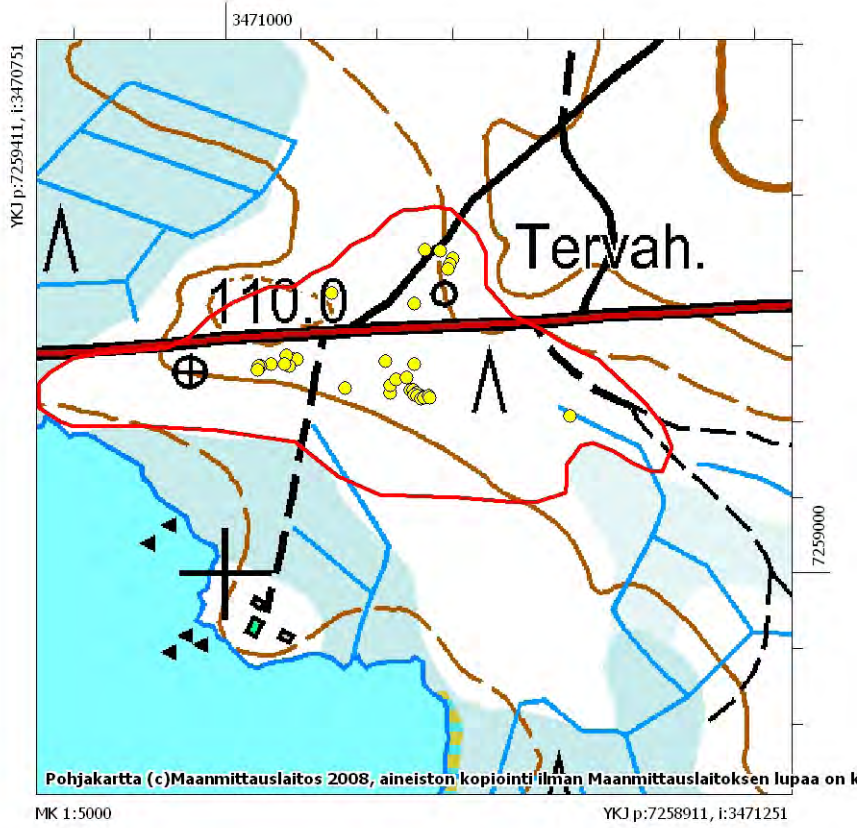 3471000
YKJ p:7259411, i:3470751
Tervah.
110.0
7259000
Pohjakartta (c)Maanmittauslaitos 2008, aineiston kopiointi ilman Maanmittauslaitoksen lupaa on k
MK 1:5000
YKJ p:7258911, i:3471251